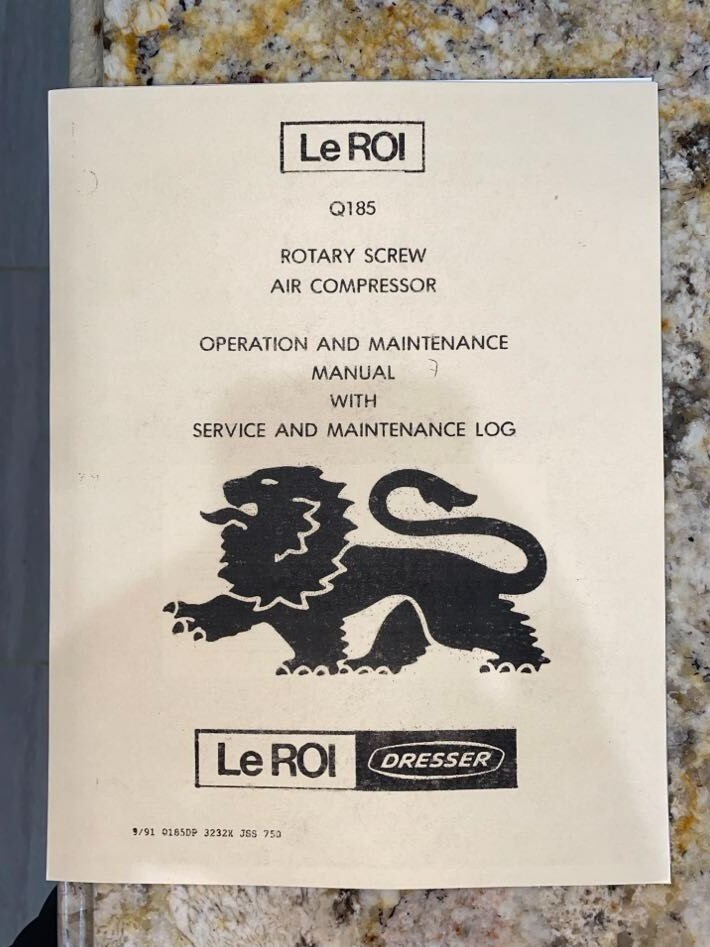 Le ROI
Q185
ROTARY SCREW
AIR COMPRESSOR
OPERATION AND MAINTENANCE
MANUAL 7
WITH
SERVICE AND MAINTENANCE LOG
Le ROI DRESSER
9/91 Q185DP 3232X JSS 750